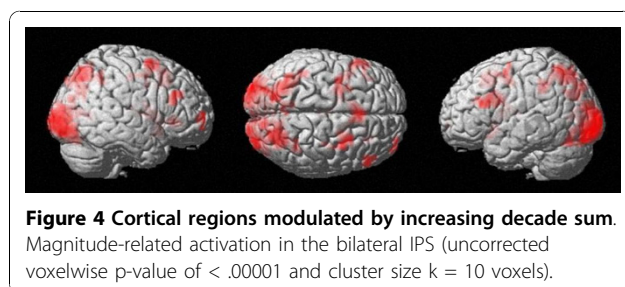 Figure 4 Cortical regions modulated by increasing decade sum.
Magnitude-related activation in the bilateral IPS (uncorrected
voxelwise p-value of < .00001 and cluster size k = 10 voxels).